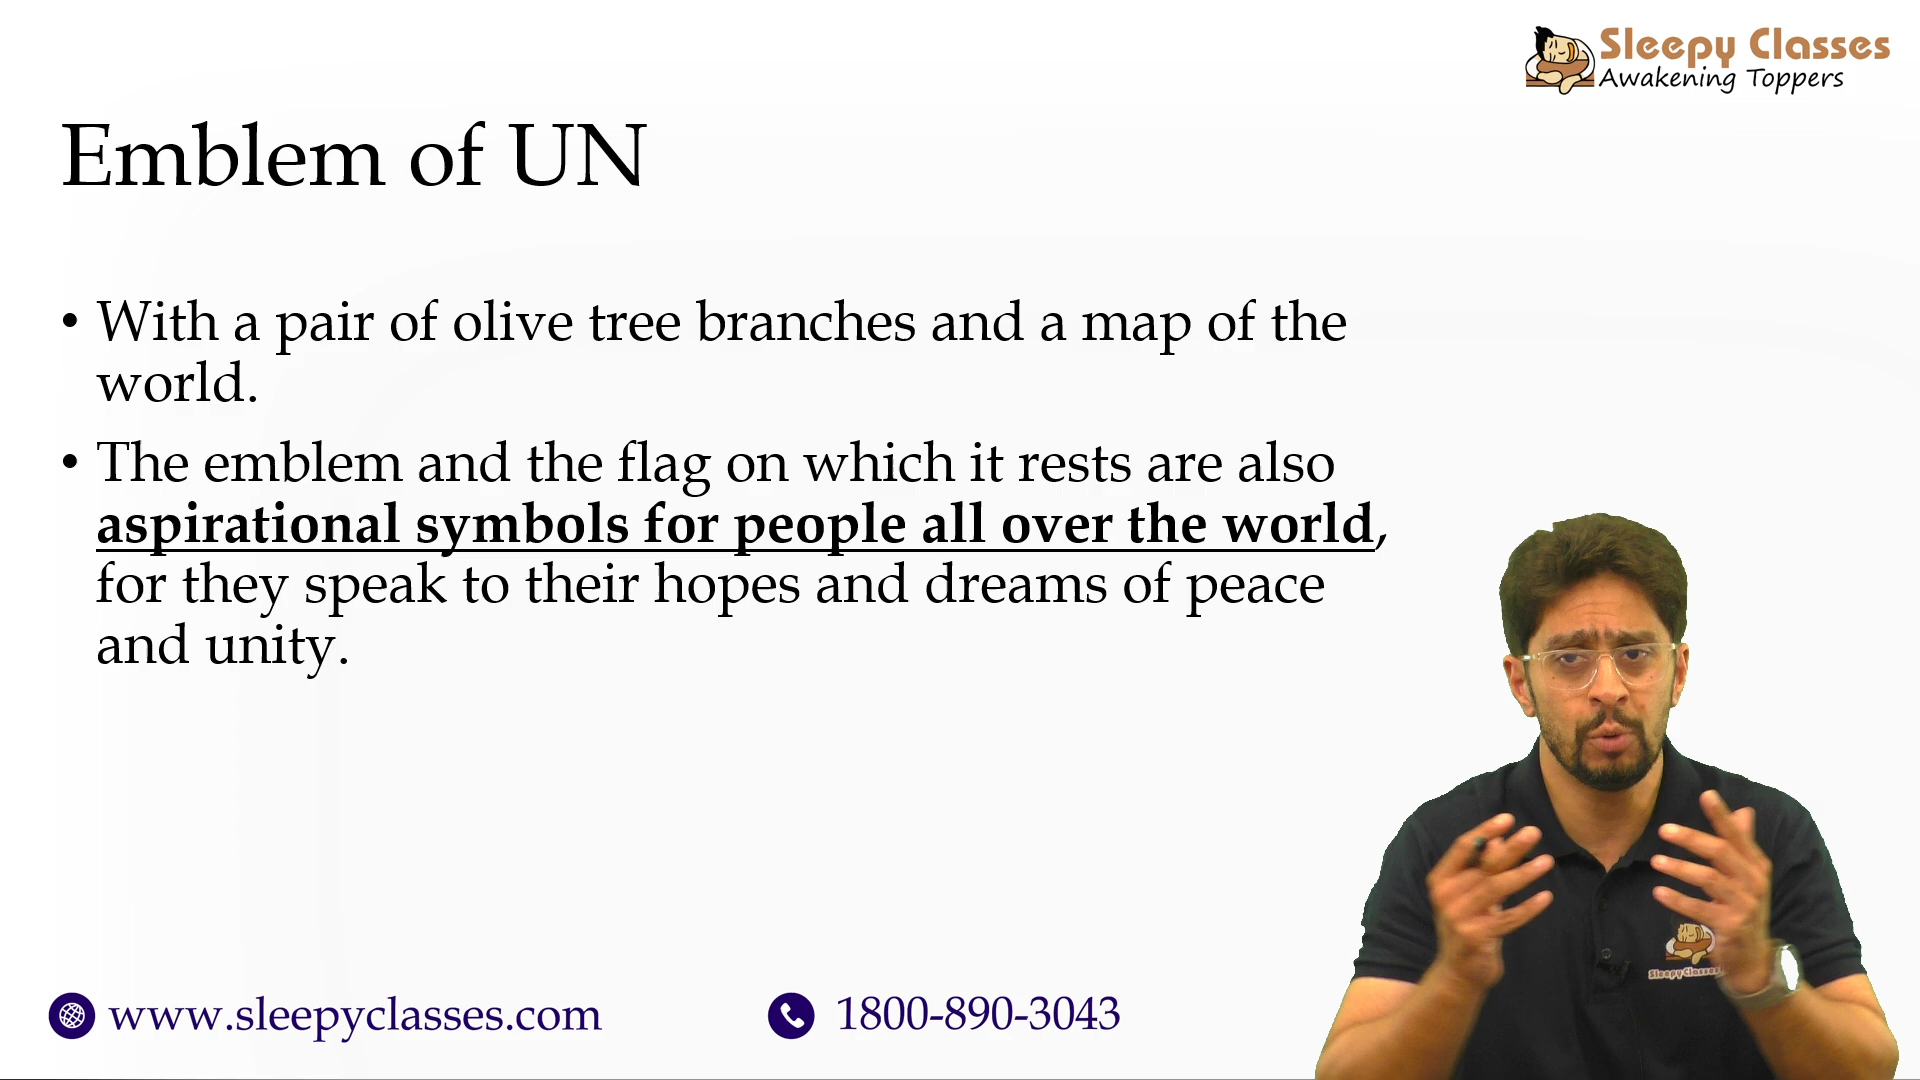 Sleepy Classes
Awakening Toppers
Emblem of UN
• With a pair of olive tree branches and a map of the
world.
• The emblem and the flag on which it rests are also
aspirational symbols for people all over the world,
for they speak to their hopes and dreams of peace
and unity.
Sleepy Classes
www.sleepyclasses.com
1800-890-3043